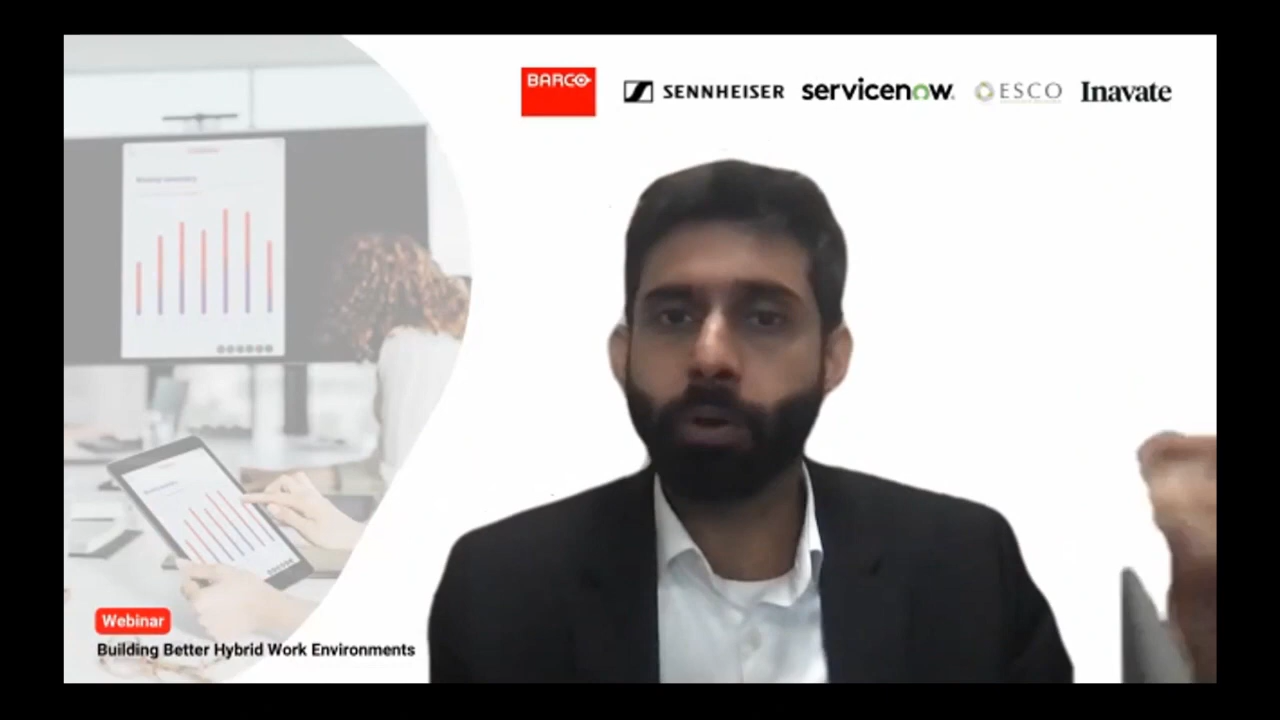 BARCO
SENNHEISER
servicenow
ESCO
Inavate
Webinar
Building Better Hybrid Work Environments